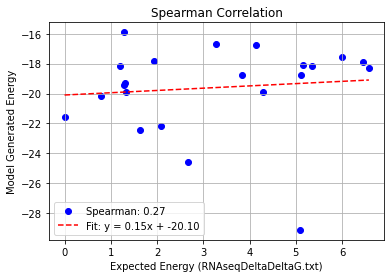 Spearman Correlation
Model Generated Energy
−16
−18
−20
−22
−24
−26
−28
Spearman: 0.27
Fit: y = 0.15x + -20.10
0 1 2 3 4 5 6
Expected Energy (RNAseqDeltaDeltaG.txt)